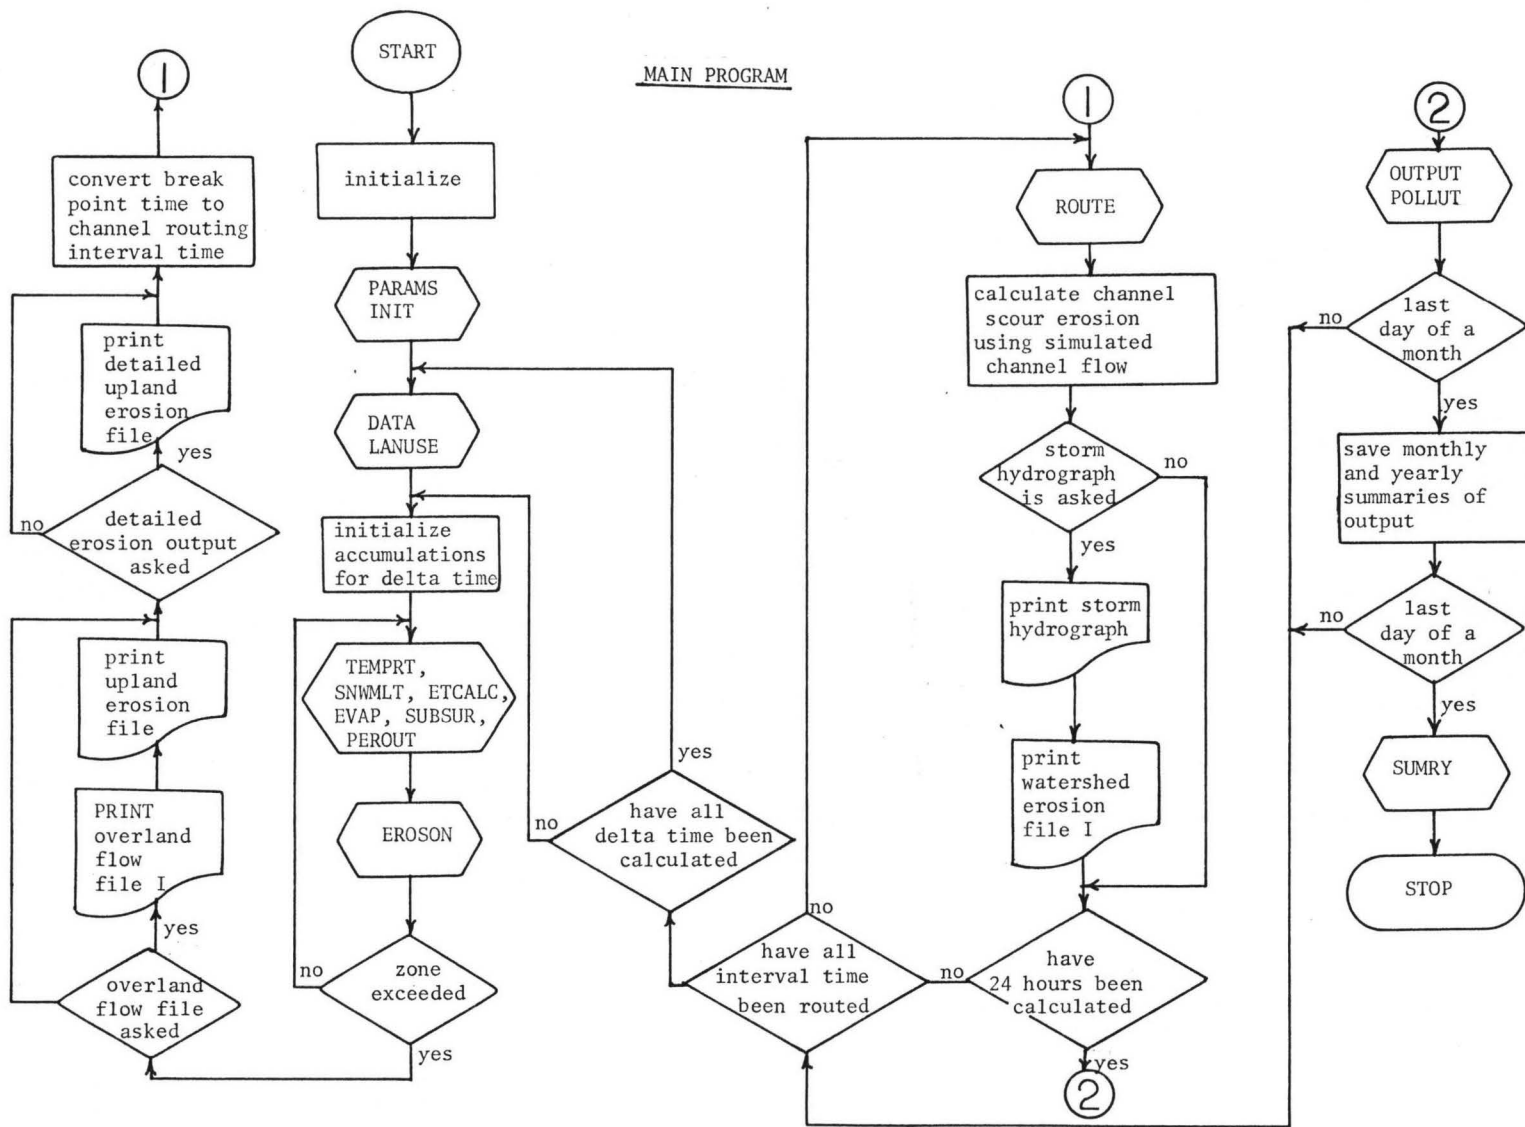 MAIN PROGRAM
1
convert break
point time to
channel routing
interval time
print
detailed
upland
erosion
file
yes
no
detailed
erosion output
asked
print
upland
erosion
file
PRINT
overland
flow
file I
yes
overland
flow file
asked
START
initialize
PARAMS
INIT
DATA
LANUSE
initialize
accumulations
for delta time
TEMPRT,
SNWMLT, ETCALC,
EVAP, SUBSUR,
PEROUT
EROSON
no
zone
exceeded
yes
yes
no
have all
delta time been
calculated
no
have all
interval time
been routed
no
1
ROUTE
calculate channel
scour erosion
using simulated
channel flow
storm
hydrograph
is asked
no
yes
print storm
hydrograph
print
watershed
erosion
file I
have
24 hours been
calculated
yes
2
2
OUTPUT
POLLUT
no
last
day of a
month
yes
save monthly
and yearly
summaries of
output
no
last
day of a
month
yes
SUMRY
STOP